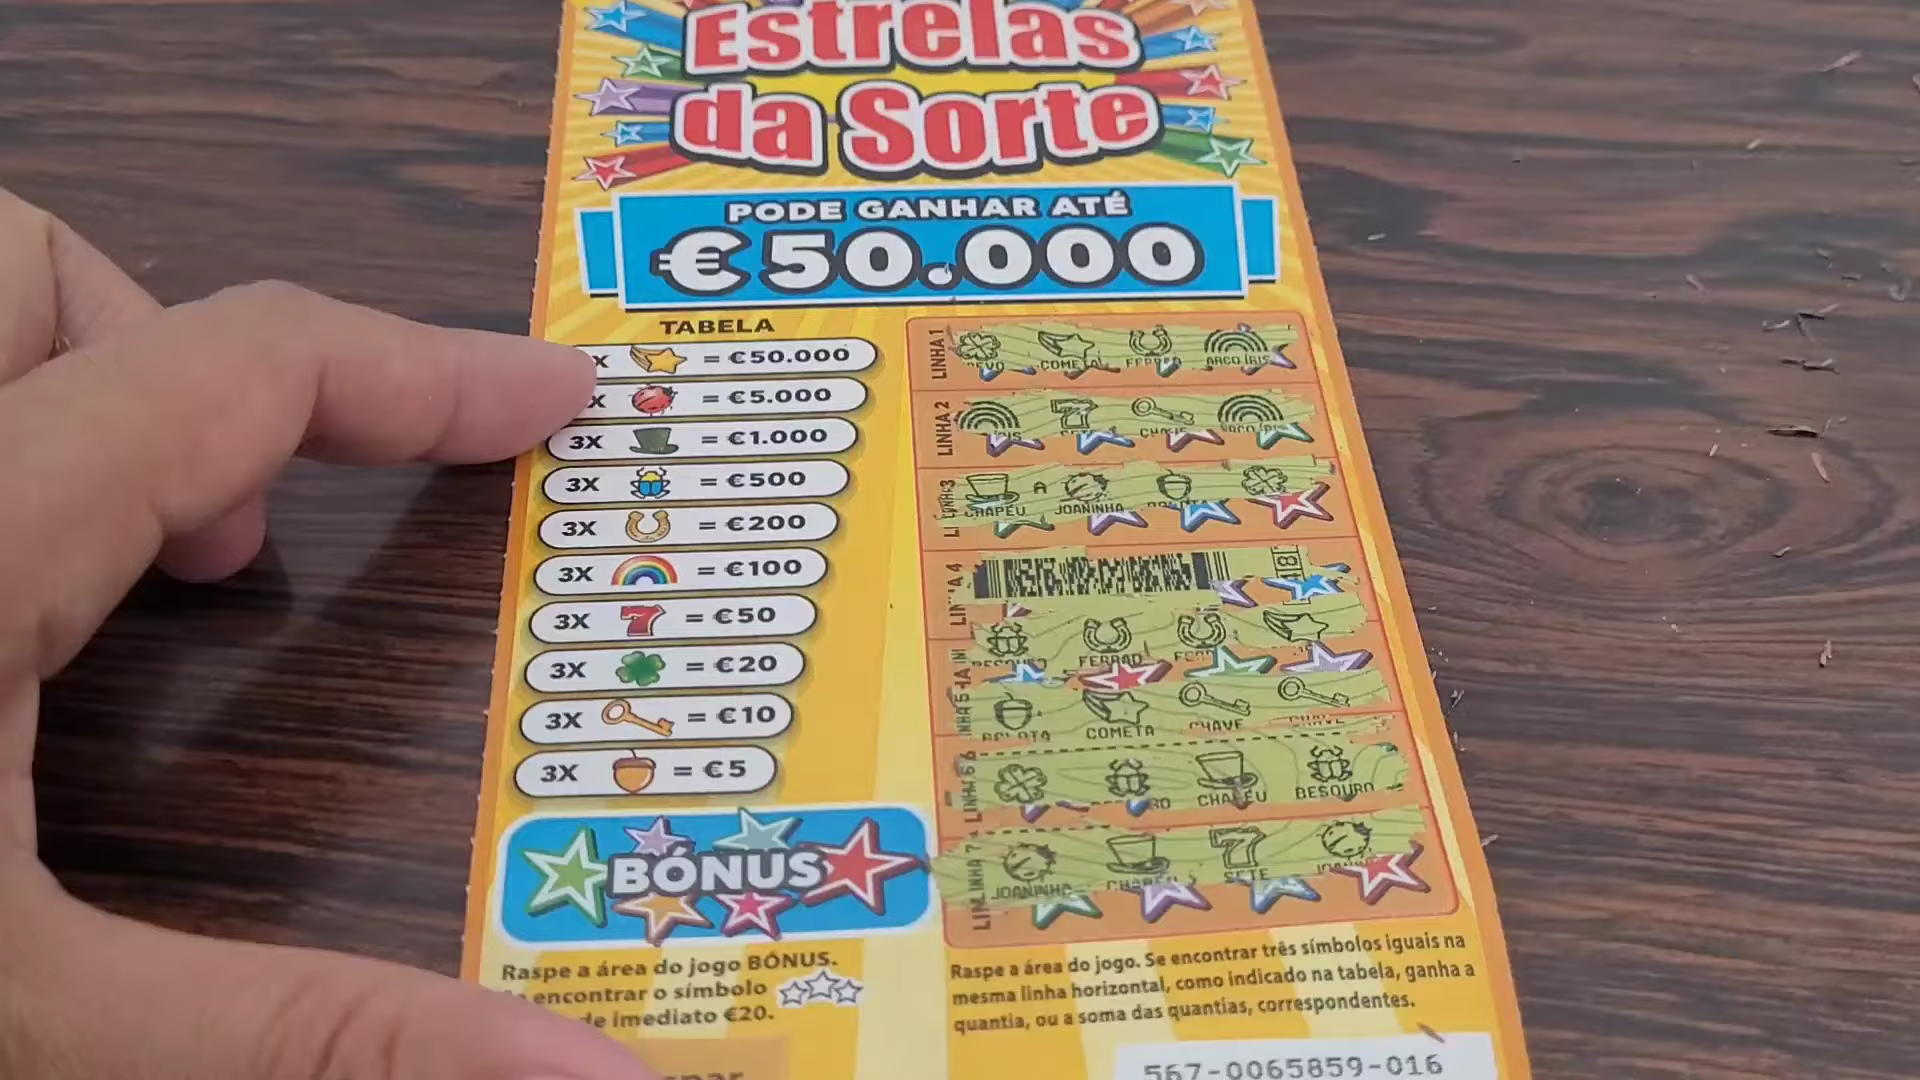 Estrelas
da Sorte
PODE GANHAR ATÉ
€50.000
TABELA
X = €50.000
X = €5.000
3X = €1.000
3X = €500
3X = €200
3X = €100
3X = €50
3X = €20
3X = €10
3X = €5
BÓNUS
Raspe a área do jogo BÓNUS.
encontrar o símbolo
de imediato €20.
LINHA 1
COMETA ARCO ÍRIS
LINHA 2
CHAVE ARCO ÍRIS
CHAPEU JOANINHA
FERRAD
COMETA CHAVE CHAVE
CHAPEU BESOURO
JOANINHA CHAPEU SETE
Raspe a área do jogo. Se encontrar três símbolos iguais na
mesma linha horizontal, como indicado na tabela, ganha a
quantia, ou a soma das quantias, correspondentes.
567-0065859-016